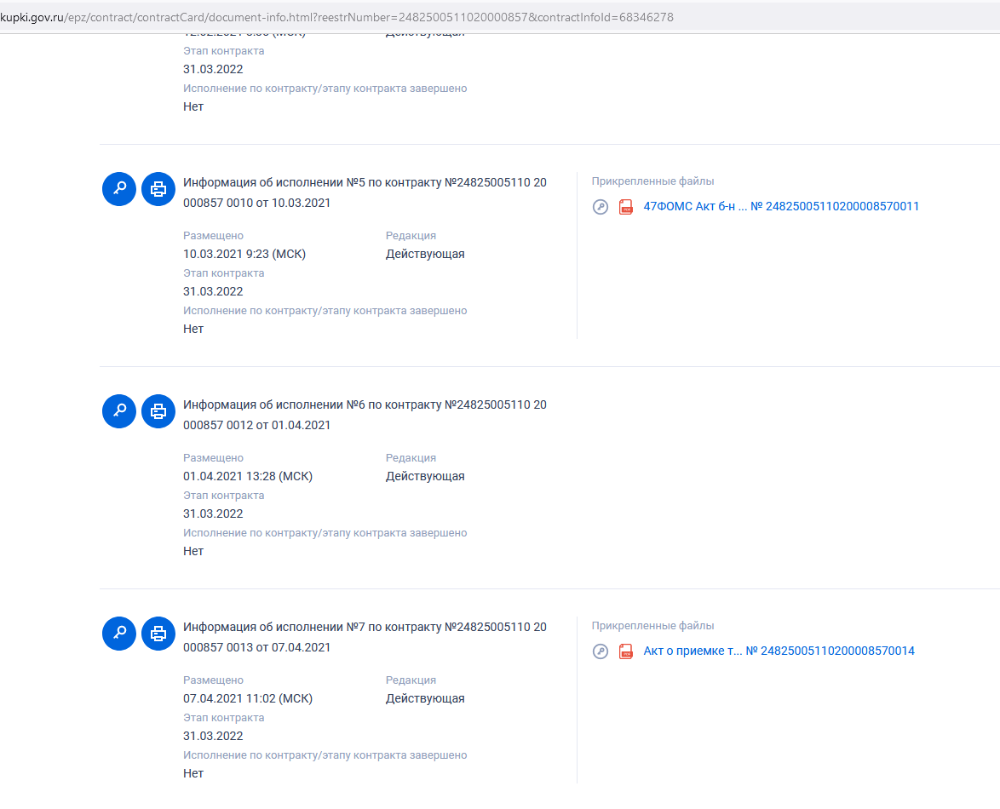 kupki.gov.ru/epz/contract/contractCard/document-info.html?reestrNumber=2482500511020000857&contractInfoId=68346278
12.02.2021 8:58 (МСК) Действующая
Этап контракта
31.03.2022
Исполнение по контракту/этапу контракта завершено
Нет
Информация об исполнении №5 по контракту №24825005110 20
000857 0010 от 10.03.2021
Прикрепленные файлы
47ФОМС Акт б-н ... № 24825005110200008570011
Размещено Редакция
10.03.2021 9:23 (МСК) Действующая
Этап контракта
31.03.2022
Исполнение по контракту/этапу контракта завершено
Нет
Информация об исполнении №6 по контракту №24825005110 20
000857 0012 от 01.04.2021
Размещено Редакция
01.04.2021 13:28 (МСК) Действующая
Этап контракта
31.03.2022
Исполнение по контракту/этапу контракта завершено
Нет
Информация об исполнении №7 по контракту №24825005110 20
000857 0013 от 07.04.2021
Прикрепленные файлы
Акт о приемке т... № 24825005110200008570014
Размещено Редакция
07.04.2021 11:02 (МСК) Действующая
Этап контракта
31.03.2022
Исполнение по контракту/этапу контракта завершено
Нет